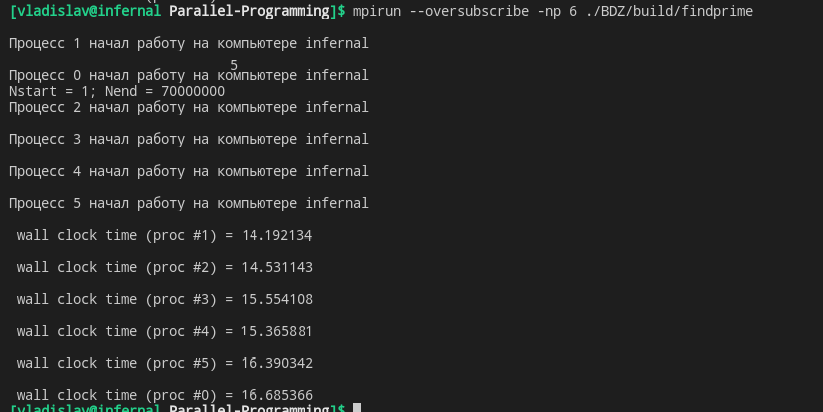 [vladislav@infernal Parallel-Programming]$ mpirun --oversubscribe -np 6 ./BDZ/build/findprime
Процесс 1 начал работу на компьютере infernal
5
Процесс 0 начал работу на компьютере infernal
Nstart = 1; Nend = 70000000
Процесс 2 начал работу на компьютере infernal
Процесс 3 начал работу на компьютере infernal
Процесс 4 начал работу на компьютере infernal
Процесс 5 начал работу на компьютере infernal
wall clock time (proc #1) = 14.192134
wall clock time (proc #2) = 14.531143
wall clock time (proc #3) = 15.554108
wall clock time (proc #4) = 15.365881
wall clock time (proc #5) = 16.390342
wall clock time (proc #0) = 16.685366
[vladislav@infernal Parallel-Programming]$